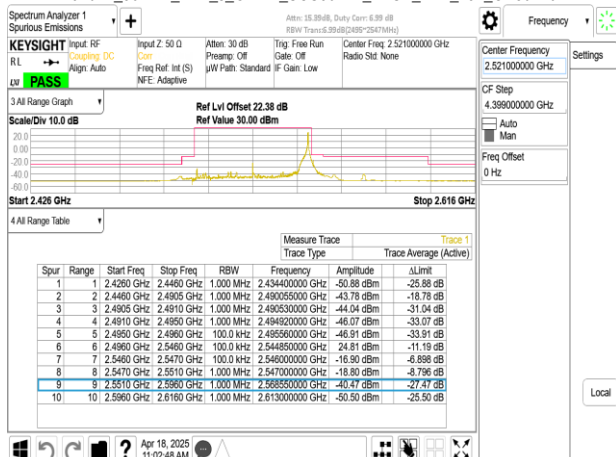 Spectrum Analyzer 1
Spurious Emissions
Attn: 15.39dB, Duty Corr: 6.99 dB
RBW Trans:6.99dB(2495~2547MHz)
Frequency
KEYSIGHT Input: RF Input Z: 50 Ω Atten: 30 dB Trig: Free Run Center Freq: 2.521000000 GHz
RL Coupling: DC Corr Preamp: Off Gate: Off Radio Std: None
Align: Auto Freq Ref: Int (S) µW Path: Standard IF Gain: Low
NFE: Adaptive
LXI PASS
Center Frequency
2.521000000 GHz
Settings
CF Step
4.399000000 GHz
Auto
Man
Freq Offset
0 Hz
3 All Range Graph
Ref Lvl Offset 22.38 dB
Scale/Div 10.0 dB Ref Value 30.00 dBm
20.0
0.00
-20.0
-40.0
-60.0
Start 2.426 GHz Stop 2.616 GHz
4 All Range Table
Measure Trace Trace 1
Trace Type Trace Average (Active)
Spur Range Start Freq Stop Freq RBW Frequency Amplitude ΔLimit
1 1 2.4260 GHz 2.4460 GHz 1.000 MHz 2.434400000 GHz -50.88 dBm -25.88 dB
2 2 2.4460 GHz 2.4905 GHz 1.000 MHz 2.490055000 GHz -43.78 dBm -18.78 dB
3 3 2.4905 GHz 2.4910 GHz 1.000 MHz 2.490530000 GHz -44.04 dBm -31.04 dB
4 4 2.4910 GHz 2.4950 GHz 1.000 MHz 2.494920000 GHz -46.07 dBm -33.07 dB
5 5 2.4950 GHz 2.4960 GHz 100.0 kHz 2.495560000 GHz -46.91 dBm -33.91 dB
6 6 2.4960 GHz 2.5460 GHz 100.0 kHz 2.544850000 GHz 24.81 dBm -11.19 dB
7 7 2.5460 GHz 2.5470 GHz 100.0 kHz 2.546000000 GHz -16.90 dBm -6.898 dB
8 8 2.5470 GHz 2.5510 GHz 1.000 MHz 2.547000000 GHz -18.80 dBm -8.796 dB
9 9 2.5510 GHz 2.5960 GHz 1.000 MHz 2.568550000 GHz -40.47 dBm -27.47 dB
10 10 2.5960 GHz 2.6160 GHz 1.000 MHz 2.613000000 GHz -50.50 dBm -25.50 dB
Local
Apr 18, 2025
11:02:48 AM